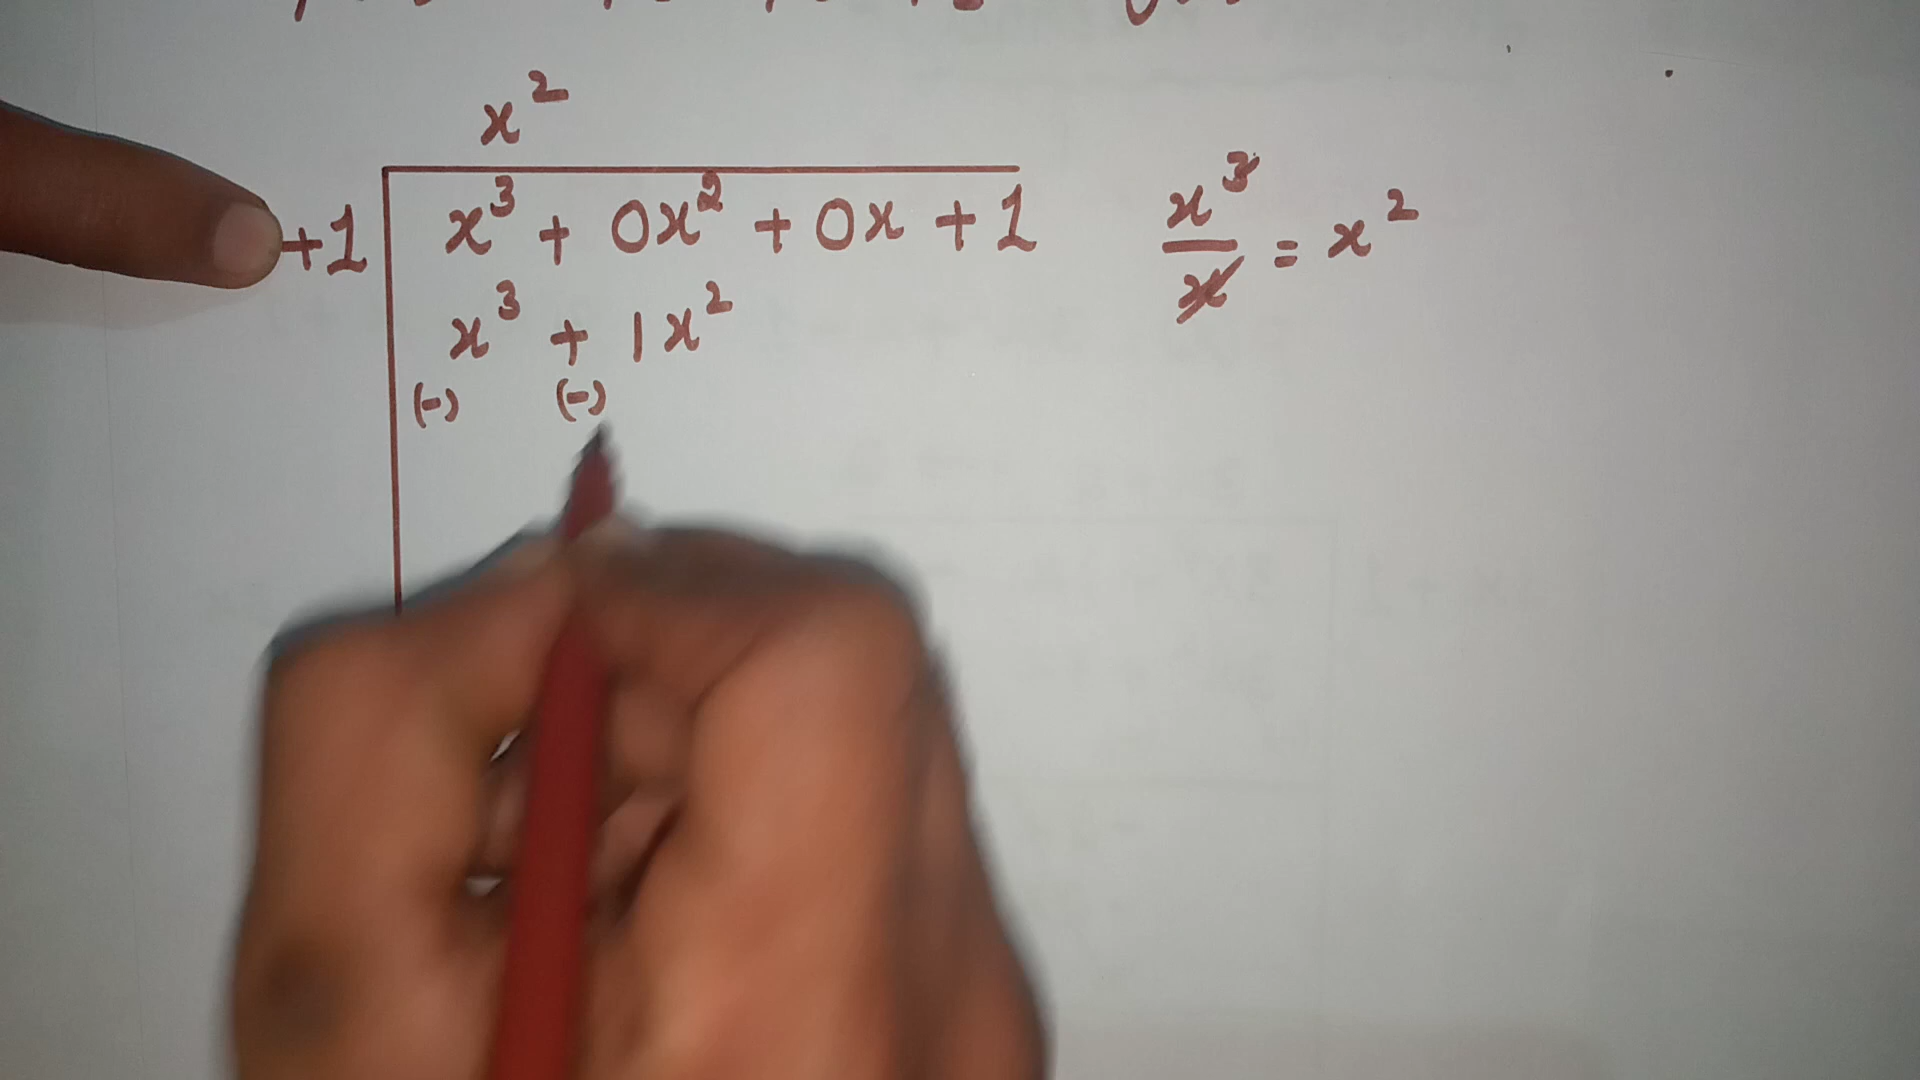 x²
+1 x³ + 0x² + 0x + 1
x³ + 1x²
(-) (-)
x³/x = x²